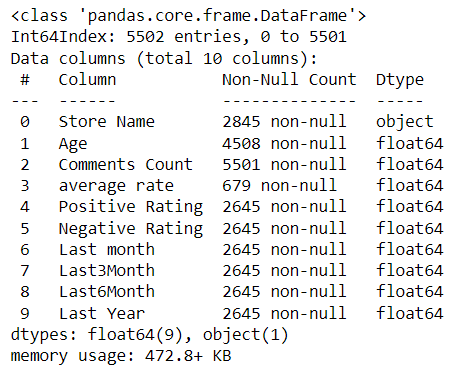 <class 'pandas.core.frame.DataFrame'>
Int64Index: 5502 entries, 0 to 5501
Data columns (total 10 columns):
 #   Column           Non-Null Count  Dtype
---  ------           --------------  -----
 0   Store Name       2845 non-null   object
 1   Age              4508 non-null   float64
 2   Comments Count   5501 non-null   float64
 3   average rate     679 non-null    float64
 4   Positive Rating  2645 non-null   float64
 5   Negative Rating  2645 non-null   float64
 6   Last month       2645 non-null   float64
 7   Last3Month       2645 non-null   float64
 8   Last6Month       2645 non-null   float64
 9   Last Year        2645 non-null   float64
dtypes: float64(9), object(1)
memory usage: 472.8+ KB